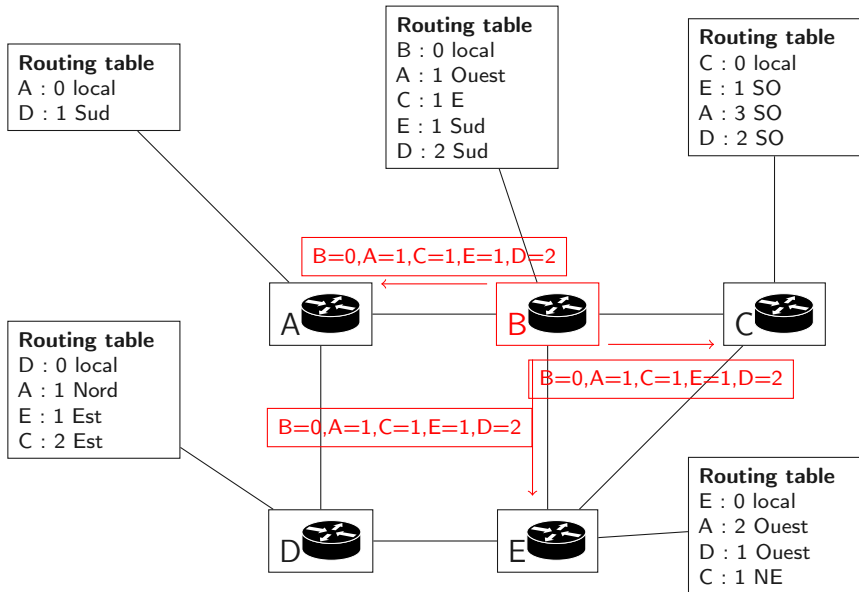 Routing table
A : 0 local
D : 1 Sud
B : 0 local
A : 1 Ouest
C : 1 E
E : 1 Sud
D : 2 Sud
Routing table
C : 0 local
E : 1 SO
A : 3 SO
D : 2 SO
Routing table
B=0,A=1,C=1,E=1,D=2
A
B
C
Routing table
D : 0 local
A : 1 Nord
E : 1 Est
C : 2 Est
B=0,A=1,C=1,E=1,D=2
B=0,A=1,C=1,E=1,D=2
Routing table
E : 0 local
A : 2 Ouest
D : 1 Ouest
C : 1 NE
D
E